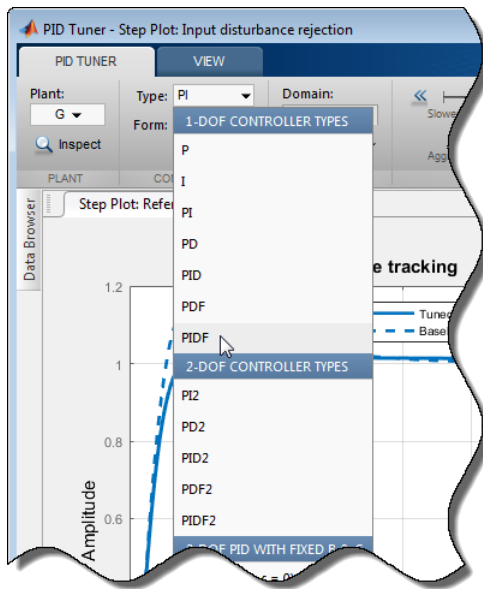 PID Tuner - Step Plot: Input disturbance rejection
PID TUNER
VIEW
Plant:
G
Inspect
PLANT
Type: PI
Form:
Domain:
Slowe
Aggr
Data Browser
Step Plot: Refer
1-DOF CONTROLLER TYPES
P
I
PI
PD
PID
PDF
PIDF
2-DOF CONTROLLER TYPES
PI2
PD2
PID2
PDF2
PIDF2
e tracking
Tuned
Basel
1.2
1
0.8
0.6
Amplitude